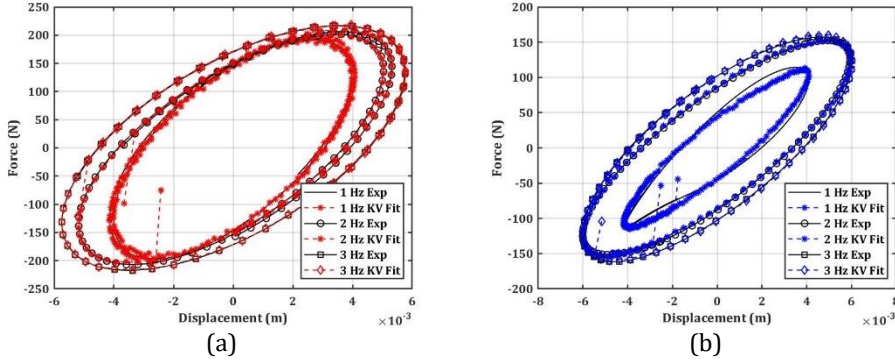 250
200
150
100
50
0
-50
-100
-150
-200
-250
Force (N)
1 Hz Exp
1 Hz KV Fit
2 Hz Exp
2 Hz KV Fit
3 Hz Exp
3 Hz KV Fit
-6 -4 -2 0 2 4 6
Displacement (m)
×10⁻³
(a)
200
150
100
50
0
-50
-100
-150
-200
Force (N)
1 Hz Exp
1 Hz KV Fit
2 Hz Exp
2 Hz KV Fit
3 Hz Exp
3 Hz KV Fit
-8 -6 -4 -2 0 2 4 6 8
Displacement (m)
×10⁻³
(b)